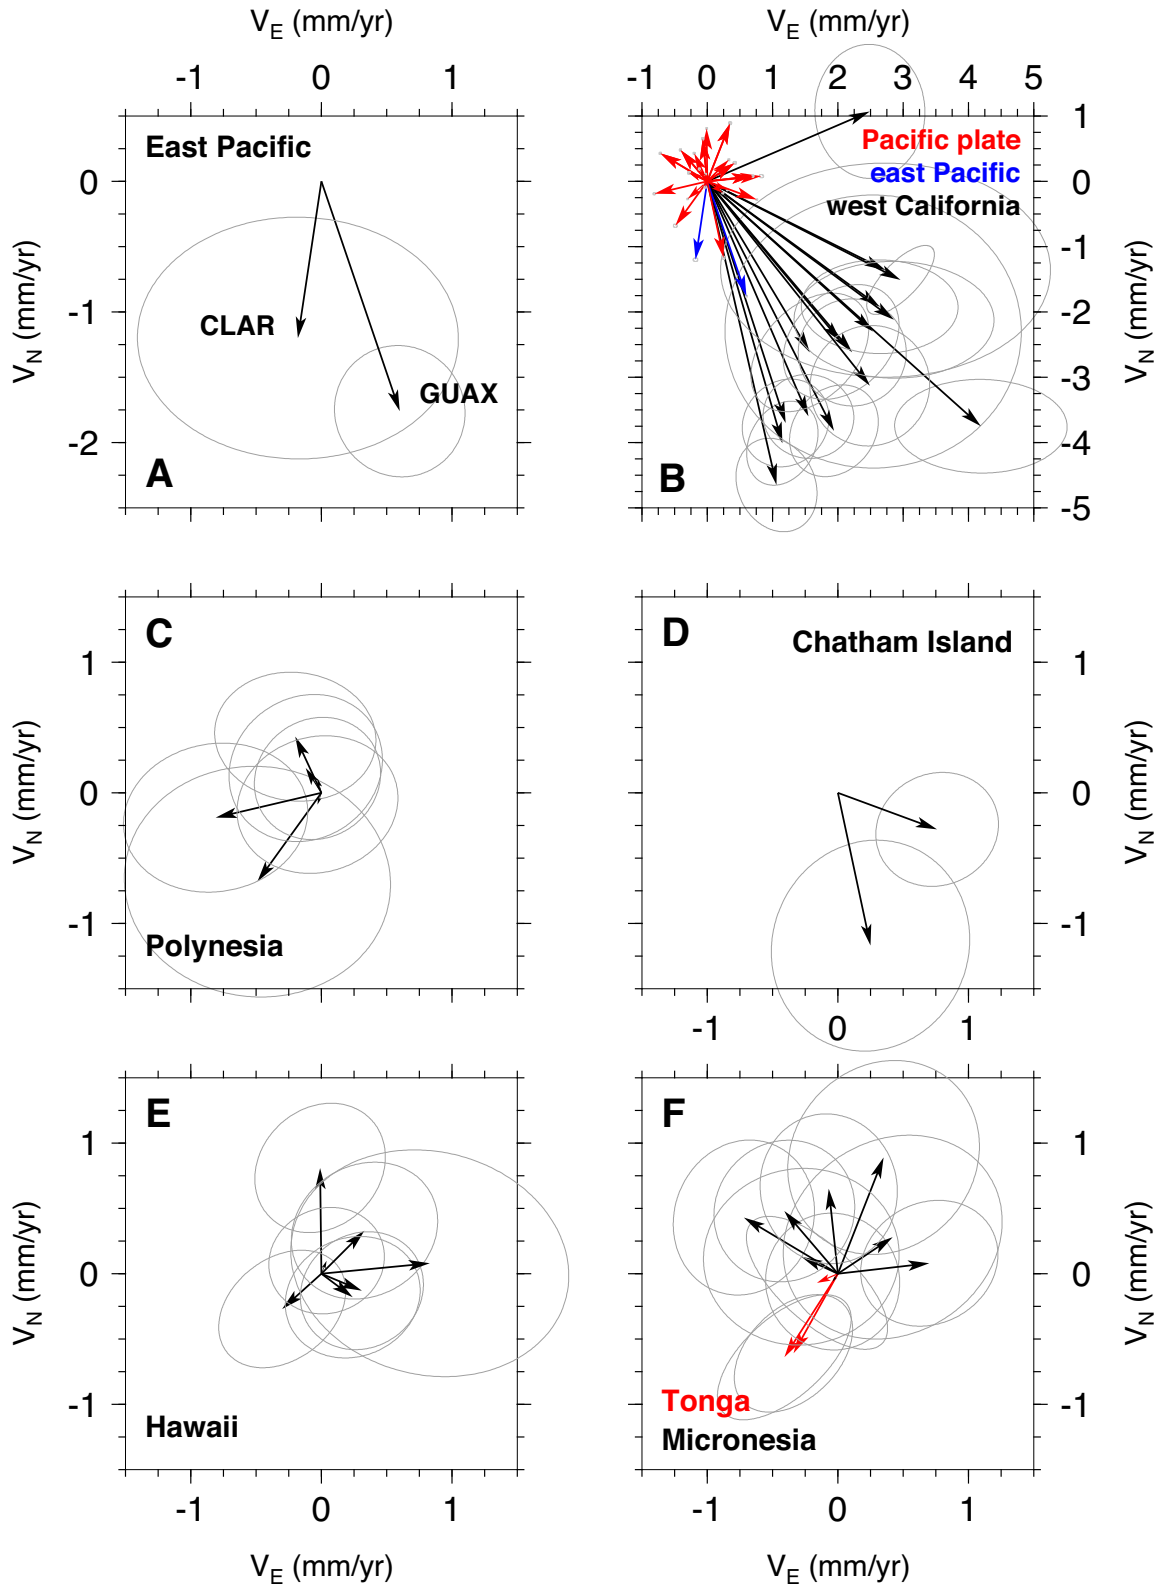 V_E (mm/yr)
V_E (mm/yr)
-1 0 1
-1 0 1 2 3 4 5
East Pacific
CLAR
GUAX
A
0
-1
-2
V_N (mm/yr)
Pacific plate
east Pacific
west California
B
1
0
-1
-2
-3
-4
-5
V_N (mm/yr)
C
Polynesia
1
0
-1
V_N (mm/yr)
D
Chatham Island
1
0
-1
V_N (mm/yr)
-1 0 1
E
Hawaii
1
0
-1
V_N (mm/yr)
F
Tonga
Micronesia
1
0
-1
V_N (mm/yr)
-1 0 1
-1 0 1
V_E (mm/yr)
V_E (mm/yr)